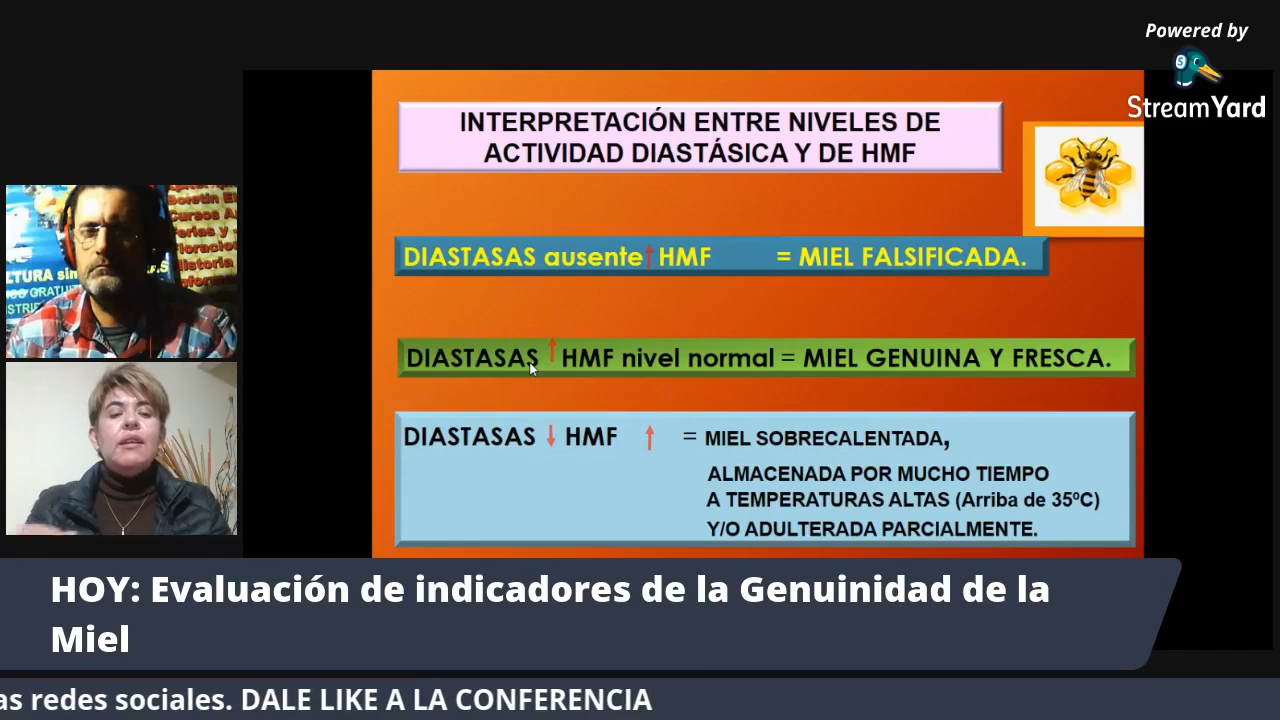 Powered by
StreamYard
INTERPRETACIÓN ENTRE NIVELES DE
ACTIVIDAD DIASTÁSICA Y DE HMF
DIASTASAS ausente↑ HMF = MIEL FALSIFICADA.
DIASTASAS ↑ HMF nivel normal = MIEL GENUINA Y FRESCA.
DIASTASAS ↓ HMF ↑ = MIEL SOBRECALENTADA,
ALMACENADA POR MUCHO TIEMPO
A TEMPERATURAS ALTAS (Arriba de 35ºC)
Y/O ADULTERADA PARCIALMENTE.
Boletín
Cursos
HOY: Evaluación de indicadores de la Genuinidad de la
Miel
as redes sociales. DALE LIKE A LA CONFERENCIA